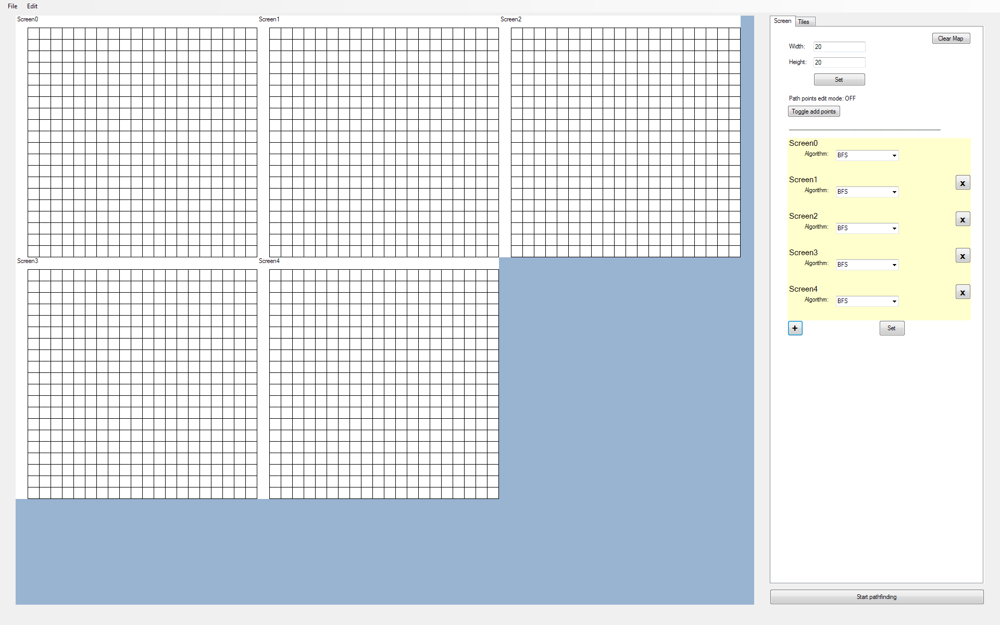 File Edit
Screen0 Screen1 Screen2
Screen3 Screen4
Screen Tiles
Clear Map
Width: 20
Height: 20
Set
Path points edit mode: OFF
Toggle add points
Screen0
Algorithm: BFS
Screen1 x
Algorithm: BFS
Screen2 x
Algorithm: BFS
Screen3 x
Algorithm: BFS
Screen4 x
Algorithm: BFS
+ Set
Start pathfinding